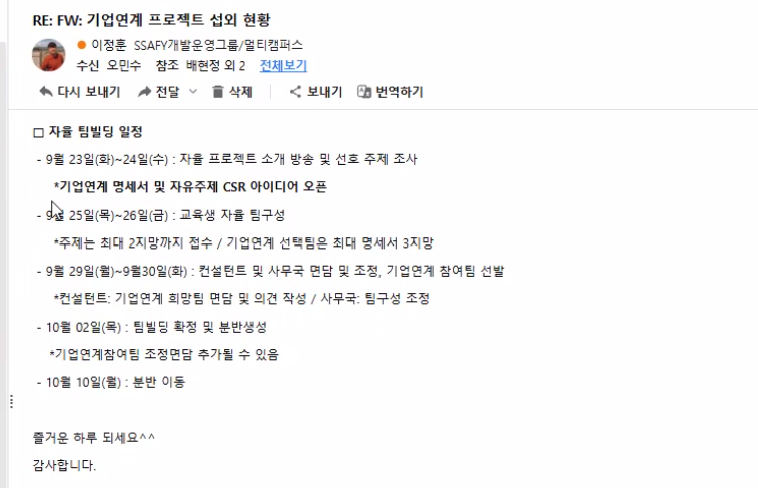 RE: FW: 기업연계 프로젝트 섭외 현황
이정훈 SSAFY개발운영그룹/멀티캠퍼스
수신 오민수 참조 배현정 외 2 전체보기
다시 보내기 전달 삭제 보내기 번역하기
□ 자율 팀빌딩 일정
- 9월 23일(화)~24일(수) : 자율 프로젝트 소개 방송 및 선호 주제 조사
*기업연계 명세서 및 자유주제 CSR 아이디어 오픈
- 9월 25일(목)~26일(금) : 교육생 자율 팀구성
*주제는 최대 2지망까지 접수 / 기업연계 선택팀은 최대 명세서 3지망
- 9월 29일(월)~9월30일(화) : 컨설턴트 및 사무국 면담 및 조정, 기업연계 참여팀 선발
*컨설턴트: 기업연계 희망팀 면담 및 의견 작성 / 사무국: 팀구성 조정
- 10월 02일(목) : 팀빌딩 확정 및 분반생성
*기업연계참여팀 조정면담 추가될 수 있음
- 10월 10일(월) : 분반 이동
즐거운 하루 되세요^^
감사합니다.